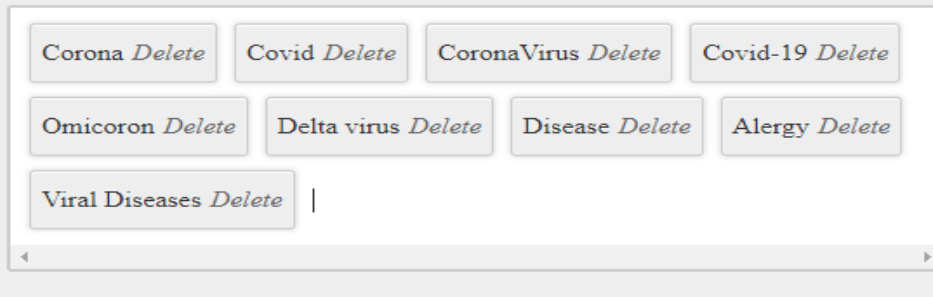 Corona Delete Covid Delete CoronaVirus Delete Covid-19 Delete
Omicoron Delete Delta virus Delete Disease Delete Alergy Delete
Viral Diseases Delete